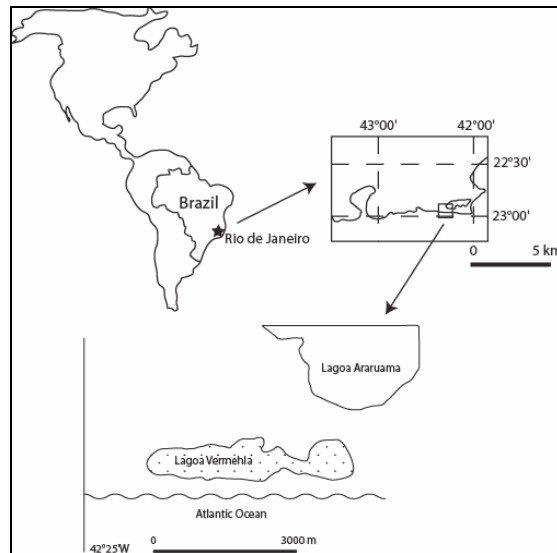 43°00' 42°00'
22°30'
Brazil
23°00'
Rio de Janeiro
0 5 km
Lagoa Araruama
Lagoa Vermehla
Atlantic Ocean
42°25'W 0 3000 m